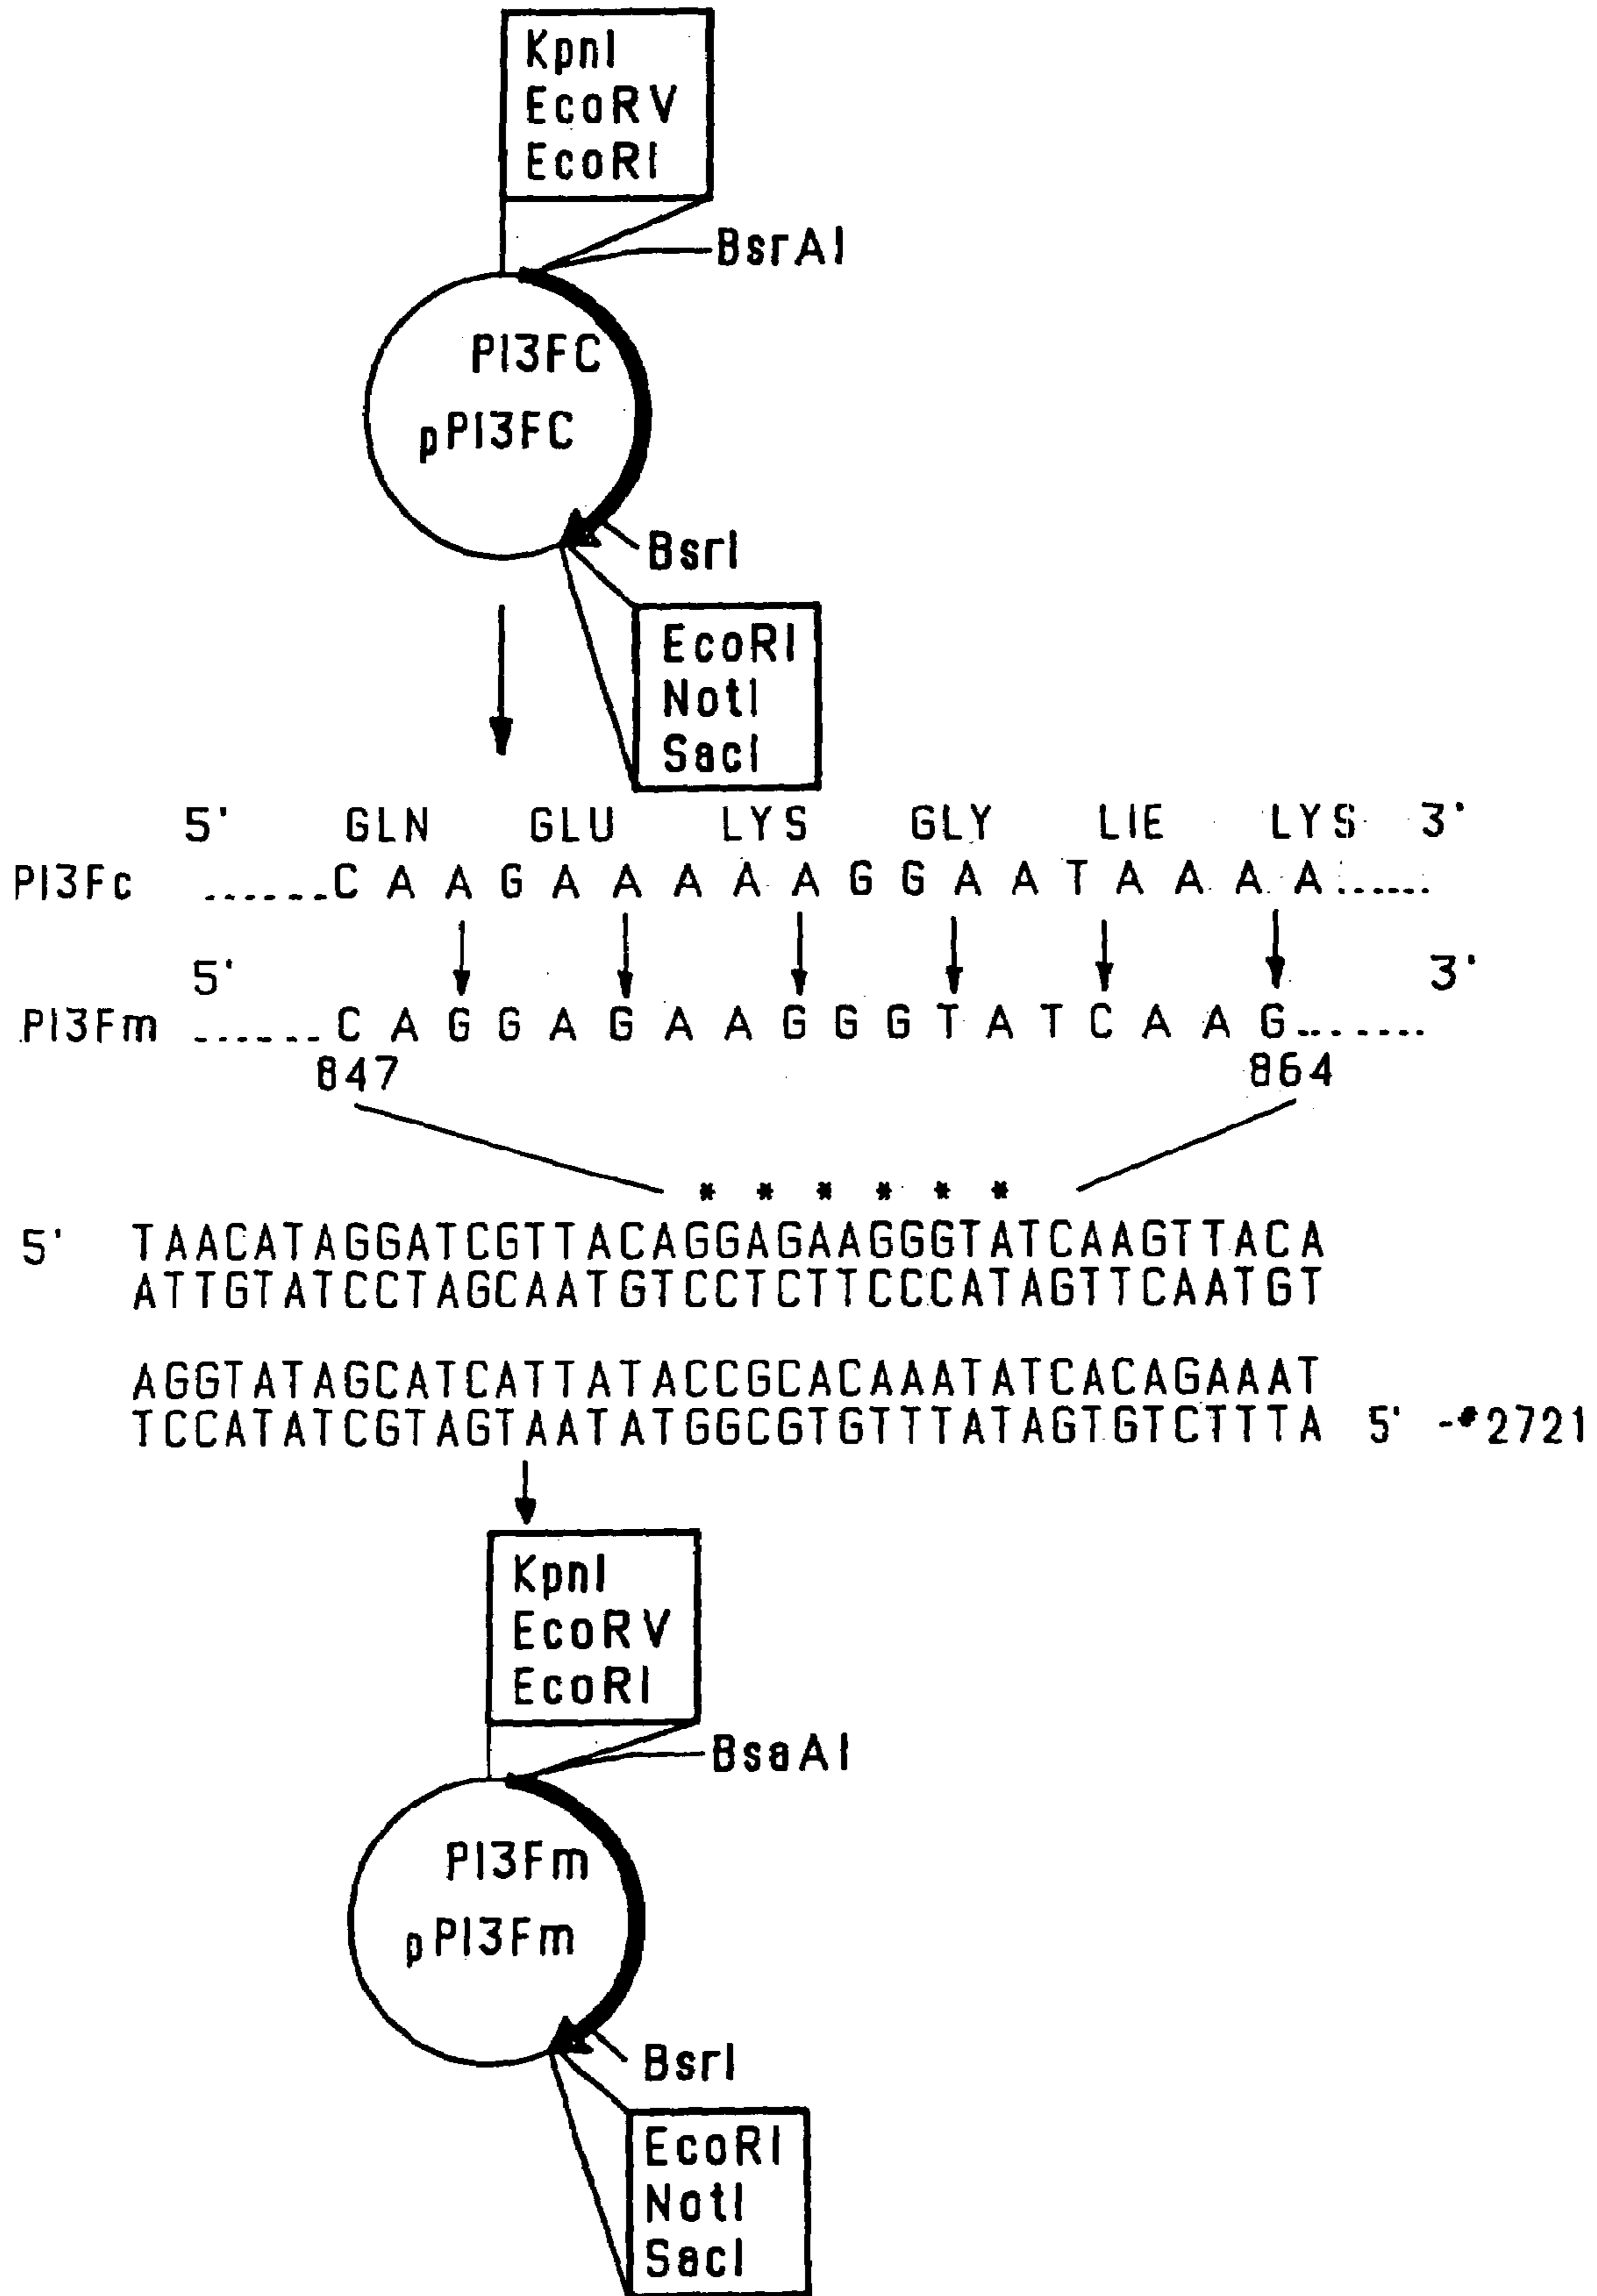 KpnI
EcoRV
EcoRI
BsrAI
PI3FC
pPI3FC
BsrI
EcoRI
NotI
SacI
5' GLN GLU LYS GLY LIE LYS 3'
PI3Fc ......C A A G A A A A A G G A A T A A A A......
5' 3'
PI3Fm ......C A G G A G A A G G G T A T C A A G.......
847 864
* * * * * *
5' TAACATAGGATCGTTACAGGAGAAGGGTATCAAGTTACA
ATTGTATCCTAGCAATGTCCTCTTCCCATAGTTCAATGT
AGGTATAGCATCATTATACCGCACAAATATCACAGAAAT
TCCATATCGTAGTAATATGGCGTGTTTATAGTGTCTTTA 5' -#2721
KpnI
EcoRV
EcoRI
BsaAI
PI3Fm
pPI3Fm
BsrI
EcoRI
NotI
SacI